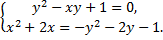 y² − xy + 1 = 0,
x² + 2x = −y² − 2y − 1.